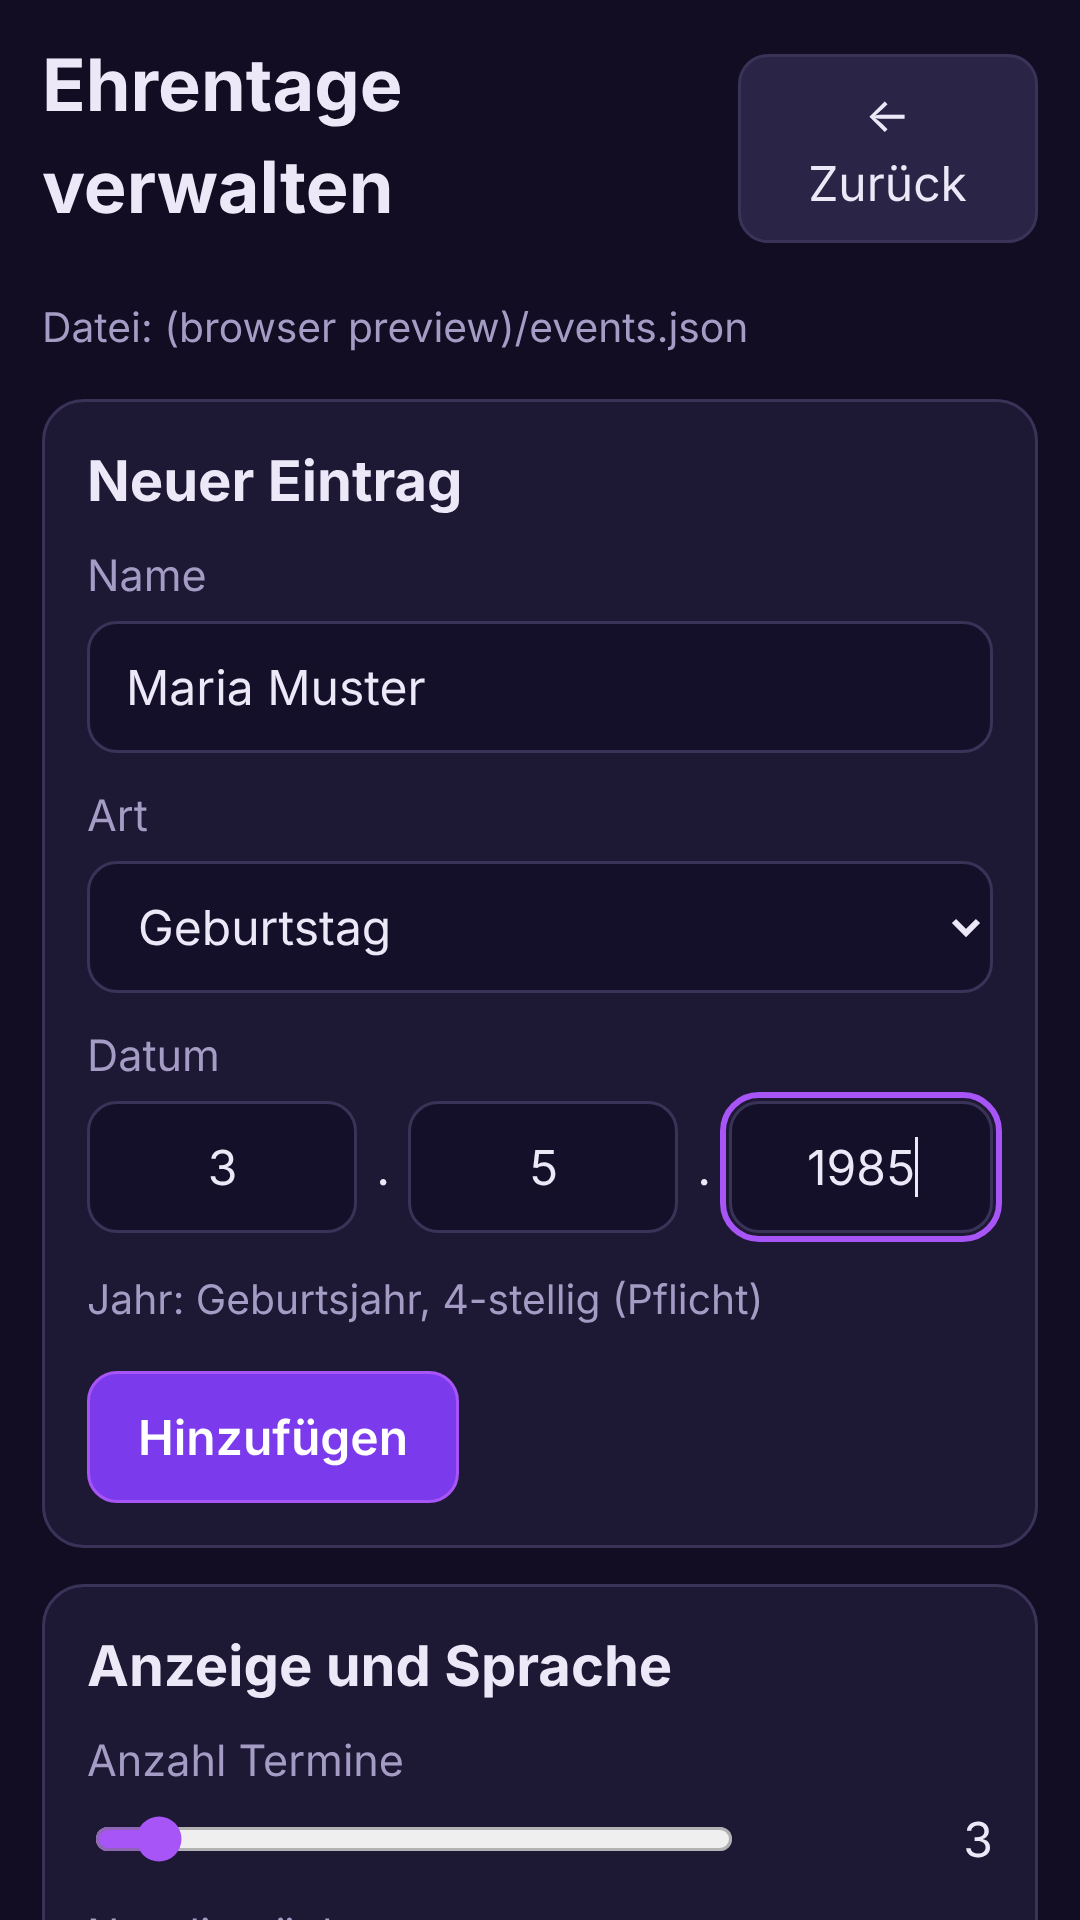 Ehrentage
verwalten
← Zurück
Datei: (browser preview)/events.json
Neuer Eintrag
Name
Maria Muster
Art
Geburtstag
Datum
3 . 5 . 1985
Jahr: Geburtsjahr, 4-stellig (Pflicht)
Hinzufügen
Anzeige und Sprache
Anzahl Termine
3